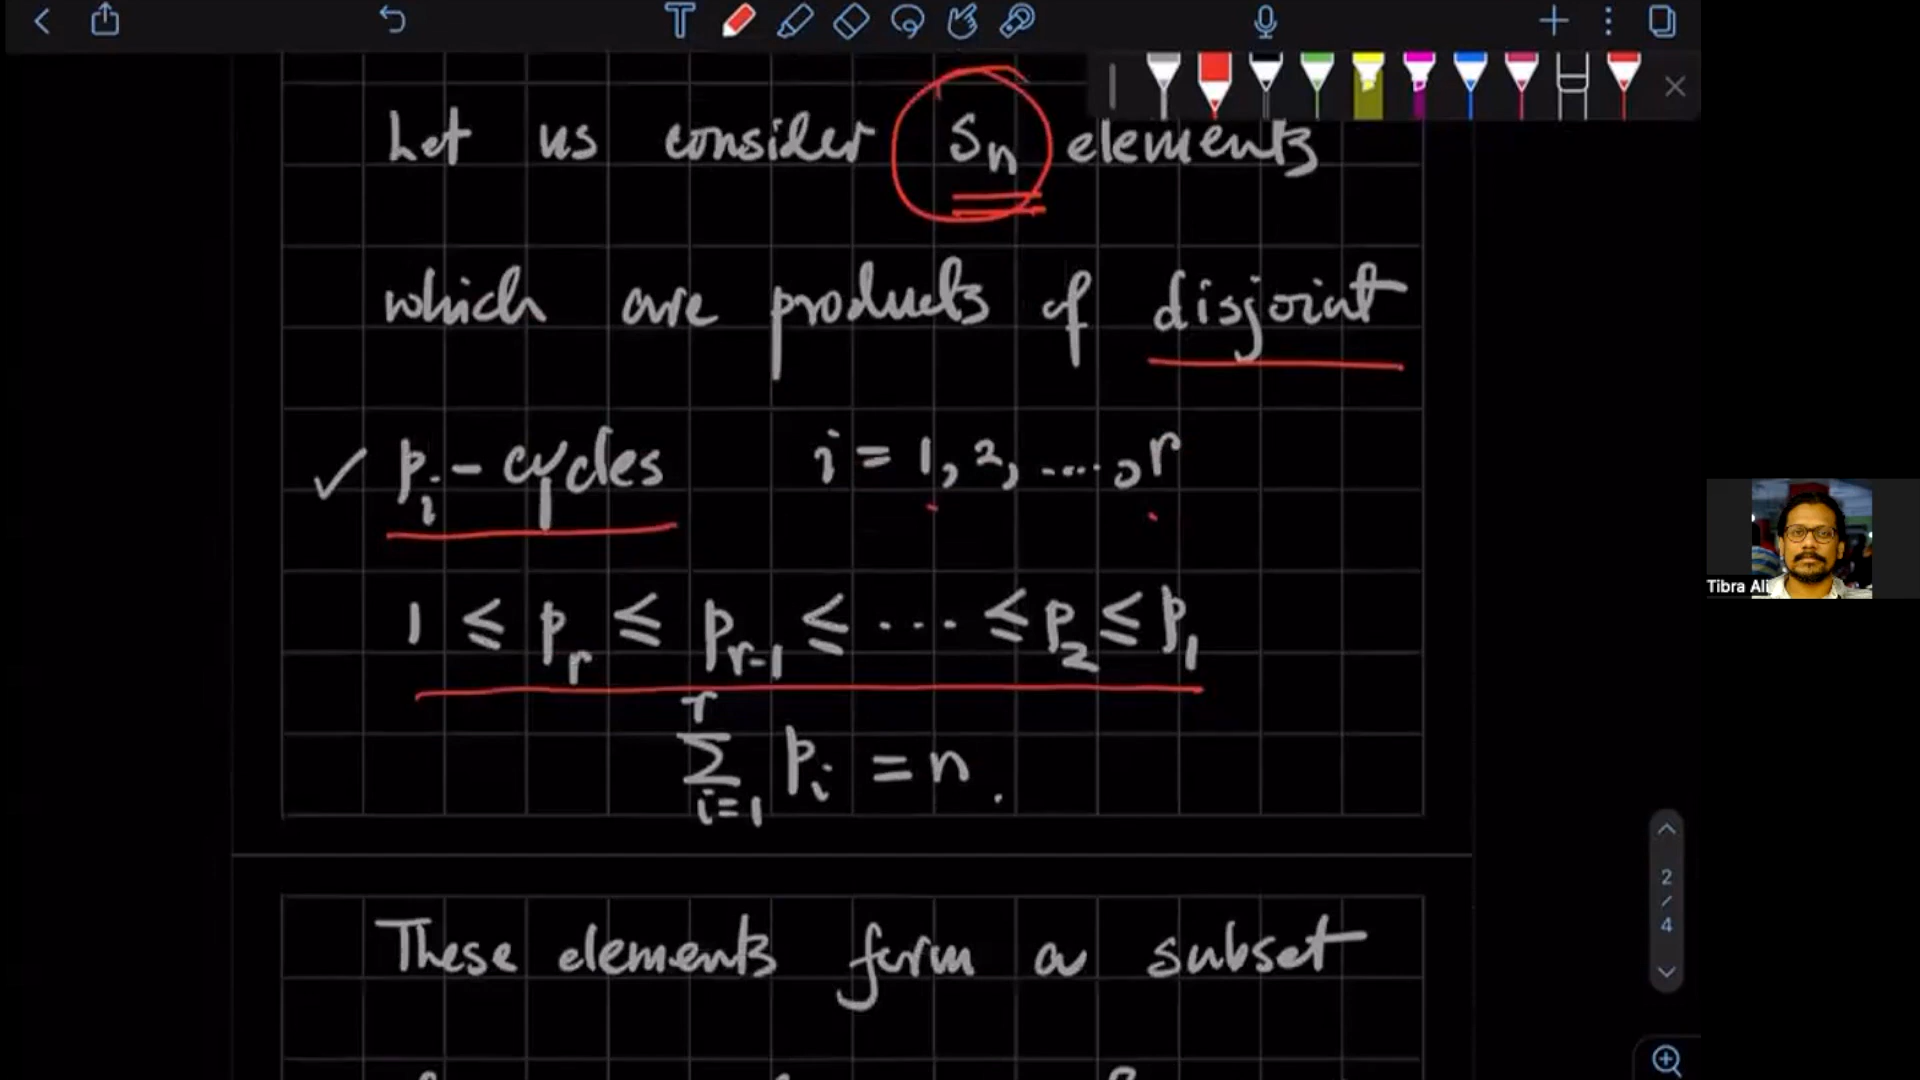 Let us consider Sₙ elements
which are products of disjoint
✓ pᵢ - cycles i = 1, 2, ...., r
1 ≤ pᵣ ≤ pᵣ₋₁ ≤ ... ≤ p₂ ≤ p₁
r
Σ pᵢ = n.
i=1
These elements form a subset
Tibra Ali
2
/
4